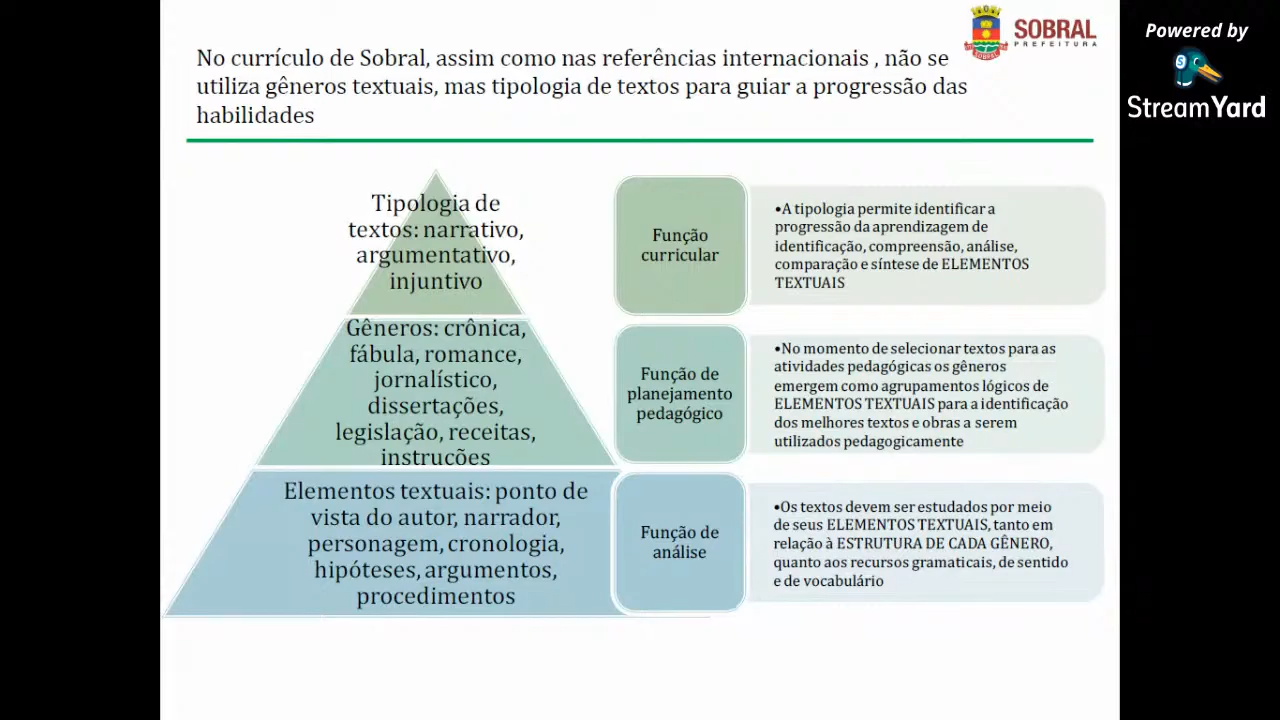 SOBRAL
PREFEITURA
Powered by
StreamYard
No currículo de Sobral, assim como nas referências internacionais , não se
utiliza gêneros textuais, mas tipologia de textos para guiar a progressão das
habilidades
Tipologia de
textos: narrativo,
argumentativo,
injuntivo
Função
curricular
•A tipologia permite identificar a
progressão da aprendizagem de
identificação, compreensão, análise,
comparação e síntese de ELEMENTOS
TEXTUAIS
Gêneros: crônica,
fábula, romance,
jornalístico,
dissertações,
legislação, receitas,
instruções
Função de
planejamento
pedagógico
•No momento de selecionar textos para as
atividades pedagógicas os gêneros
emergem como agrupamentos lógicos de
ELEMENTOS TEXTUAIS para a identificação
dos melhores textos e obras a serem
utilizados pedagogicamente
Elementos textuais: ponto de
vista do autor, narrador,
personagem, cronologia,
hipóteses, argumentos,
procedimentos
Função de
análise
•Os textos devem ser estudados por meio
de seus ELEMENTOS TEXTUAIS, tanto em
relação à ESTRUTURA DE CADA GÊNERO,
quanto aos recursos gramaticais, de sentido
e de vocabulário